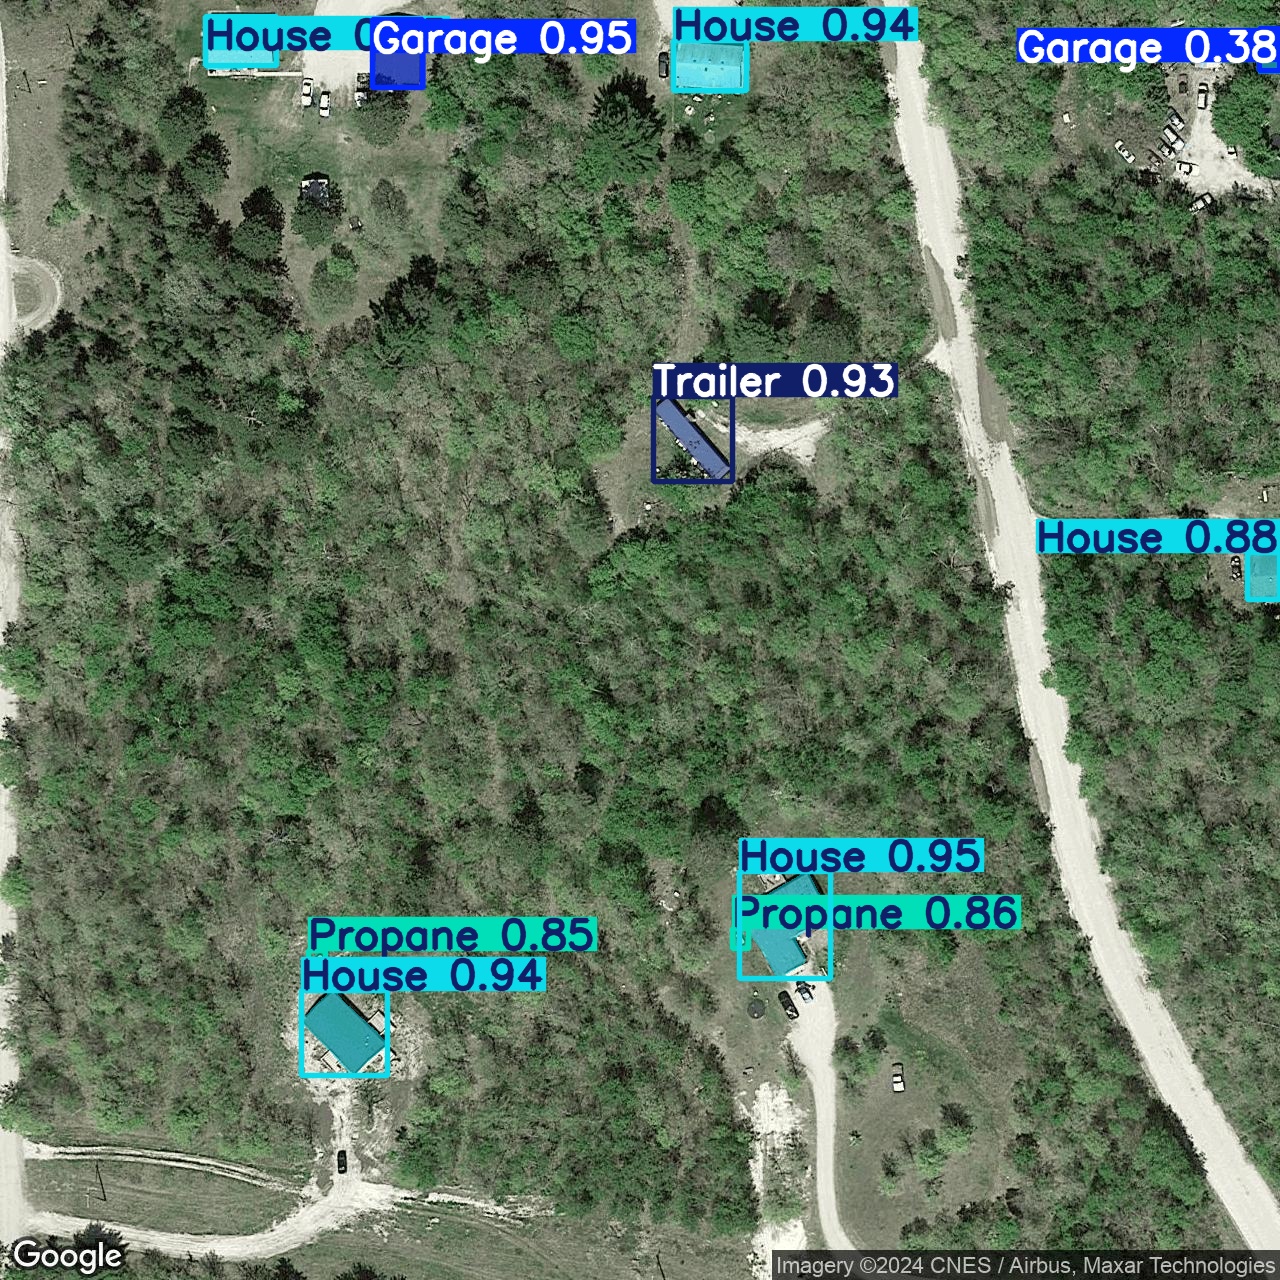 House 0.
Garage 0.95
House 0.94
Garage 0.38
Trailer 0.93
House 0.88
House 0.95
Propane 0.86
Propane 0.85
House 0.94
Google
Imagery ©2024 CNES / Airbus, Maxar Technologies